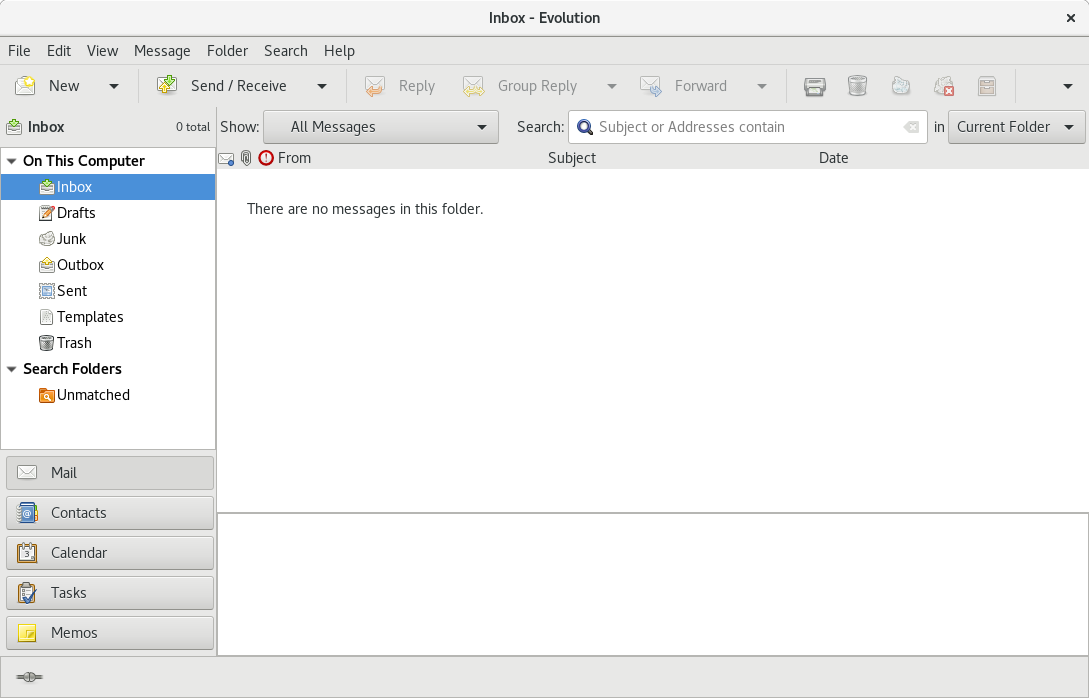 Inbox - Evolution
File Edit View Message Folder Search Help
New Send / Receive Reply Group Reply Forward
Inbox 0 total Show: All Messages Search: Subject or Addresses contain in Current Folder
From Subject Date
On This Computer
Inbox
Drafts
Junk
Outbox
Sent
Templates
Trash
Search Folders
Unmatched
There are no messages in this folder.
Mail
Contacts
Calendar
Tasks
Memos